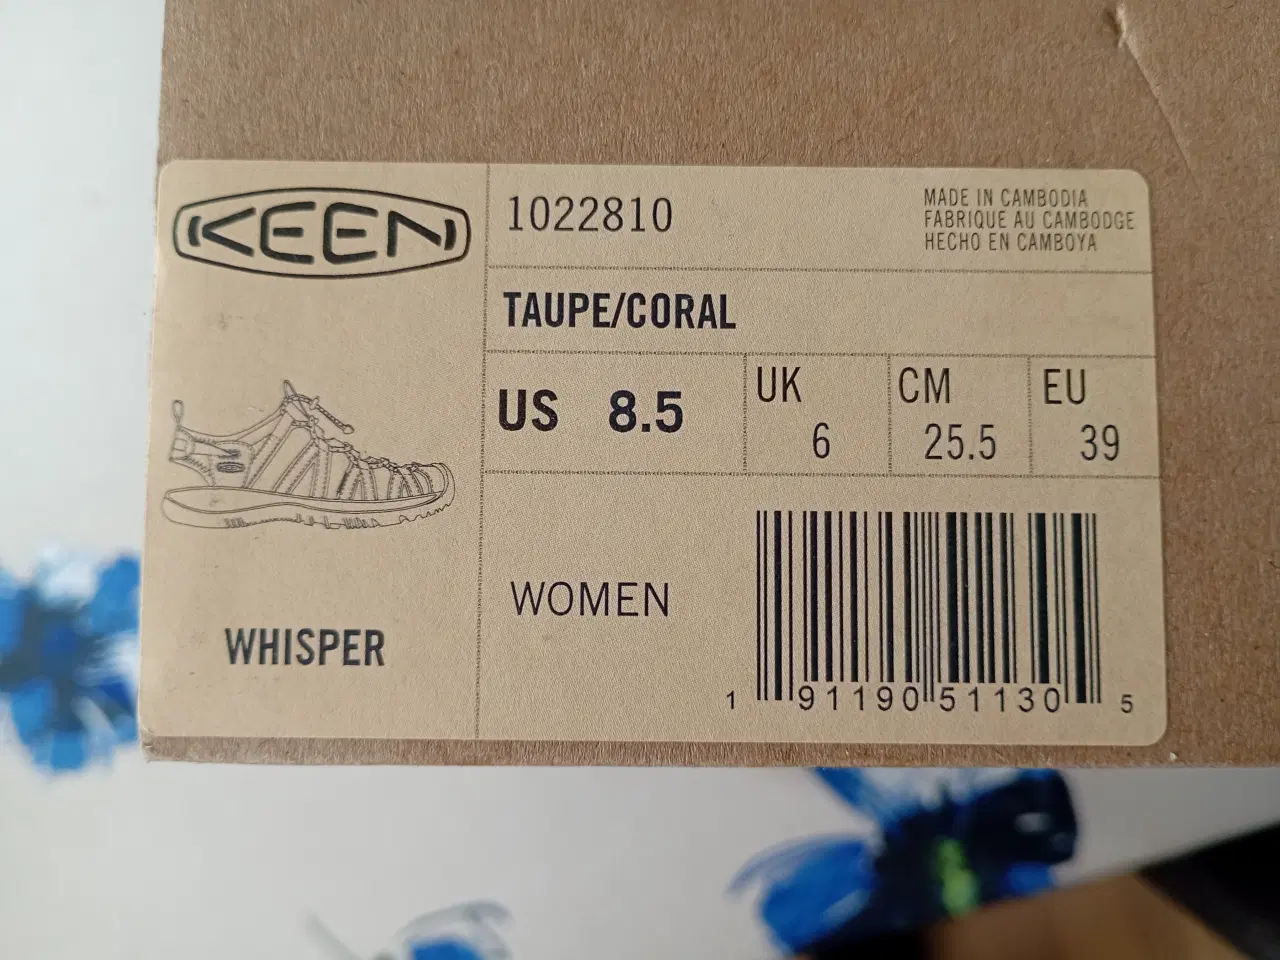 KEEN
1022810
MADE IN CAMBODIA
FABRIQUE AU CAMBODGE
HECHO EN CAMBOYA
TAUPE/CORAL
US 8.5
UK 6
CM 25.5
EU 39
WOMEN
WHISPER
1 91190 51130 5